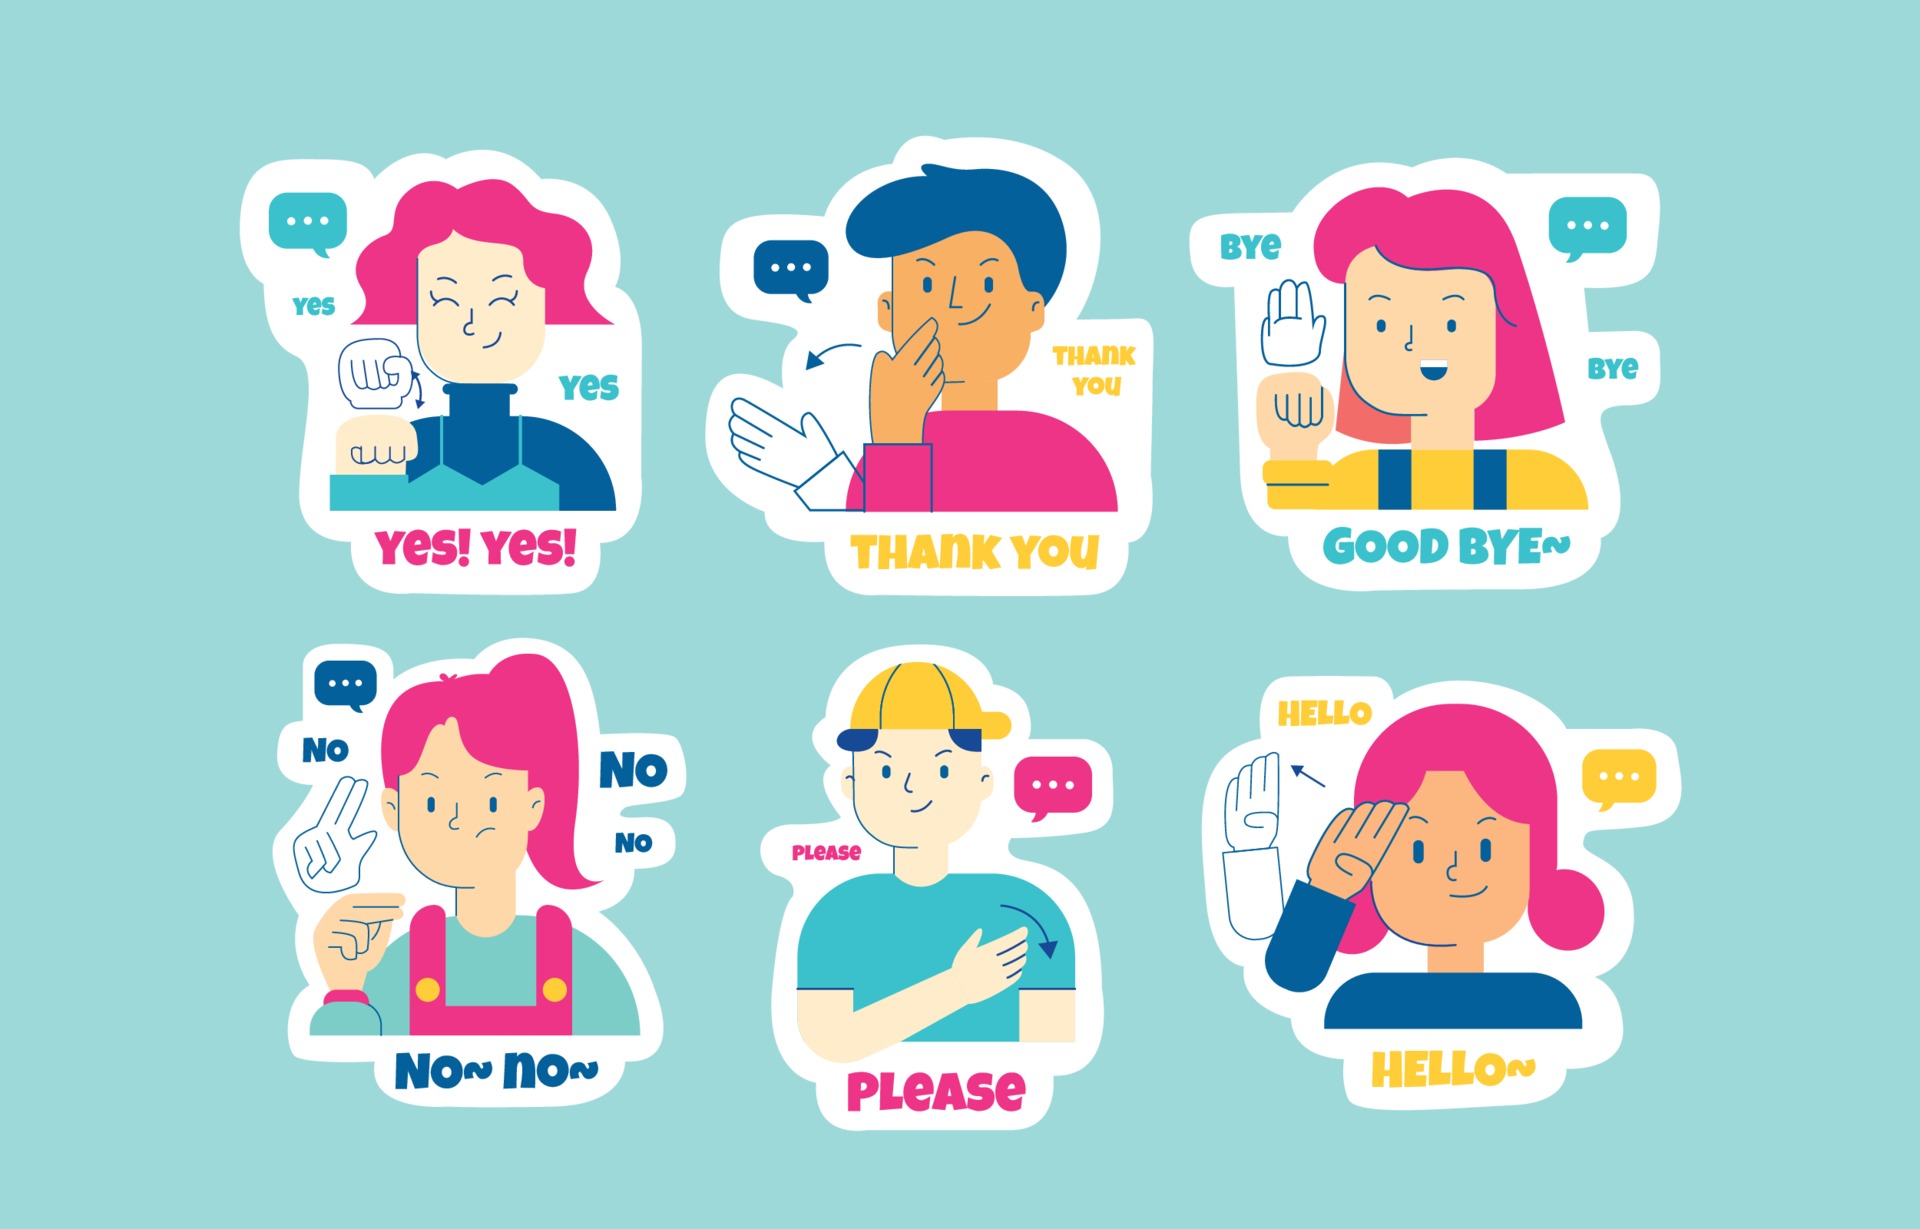 Yes
Yes
Yes! Yes!
THANK
YOU
THANK YOU
BYe
BYe
GOOD BYE~
NO
NO
NO
NO~ nO~
PLeASe
PLeASe
HELLO
HELLO~